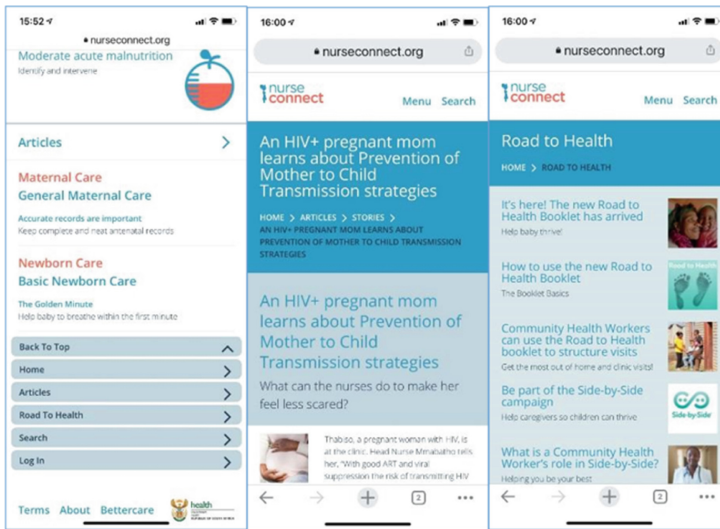 15:52
nurseconnect.org
Moderate acute malnutrition
Identify and intervene
Articles
Maternal Care
General Maternal Care
Accurate records are important
Keep complete and neat antenatal records
Newborn Care
Basic Newborn Care
The Golden Minute
Help baby to breathe within the first minute
Back To Top
Home
Articles
Road To Health
Search
Log In
Terms About Bettercare
health
16:00
nurseconnect.org
nurse
connect
Menu Search
An HIV+ pregnant mom
learns about Prevention of
Mother to Child
Transmission strategies
HOME > ARTICLES > STORIES >
AN HIV+ PREGNANT MOM LEARNS ABOUT
PREVENTION OF MOTHER TO CHILD TRANSMISSION
STRATEGIES
An HIV+ pregnant mom
learns about Prevention of
Mother to Child
Transmission strategies
What can the nurses do to make her
feel less scared?
Thabiso, a pregnant woman with HIV, is
at the clinic. Head Nurse Mmabatho tells
her, "With good ART and viral
suppression the risk of transmitting HIV
2
16:00
nurseconnect.org
nurse
connect
Menu Search
Road to Health
HOME > ROAD TO HEALTH
It's here! The new Road to
Health Booklet has arrived
Help baby thrive!
How to use the new Road to
Health Booklet
The Booklet Basics
Road to Health
Community Health Workers
can use the Road to Health
booklet to structure visits
Get the most out of home and clinic visits!
Be part of the Side-by-Side
campaign
Help caregivers so children can thrive
Side-by-Side
What is a Community Health
Worker's role in Side-by-Side?
Helping you be your best
2